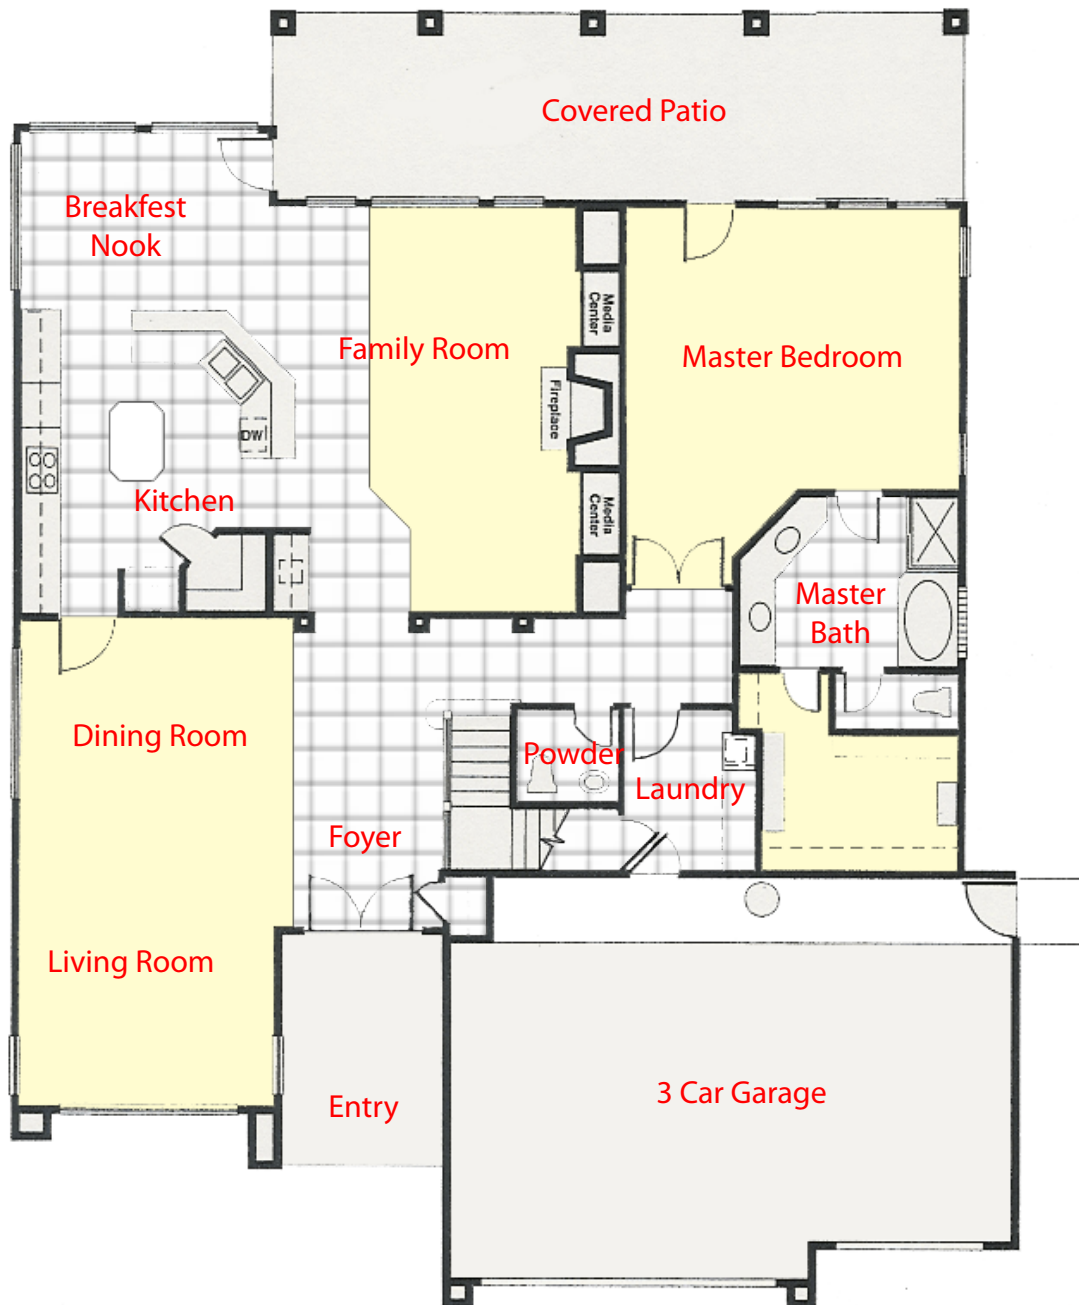 Covered Patio
Breakfest
Nook
Media
Center
Family Room
Master Bedroom
Fireplace
DW
Kitchen
Media
Center
Master
Bath
Dining Room
Powder
Laundry
Foyer
Living Room
Entry
3 Car Garage